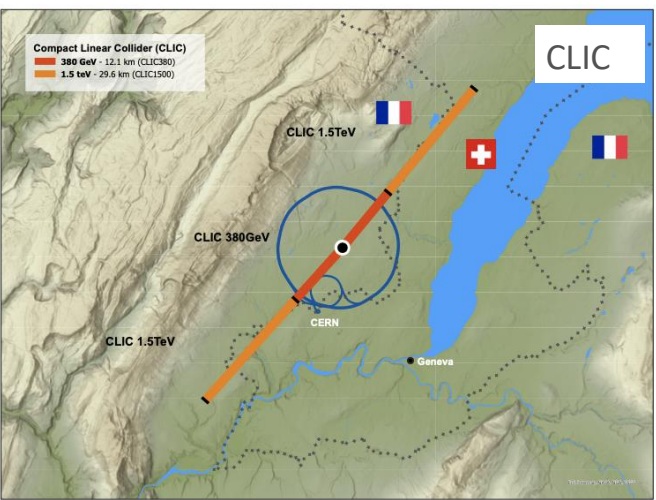 Compact Linear Collider (CLIC)
380 GeV - 12.1 km (CLIC380)
1.5 teV - 29.6 km (CLIC1500)
CLIC
CLIC 1.5TeV
CLIC 380GeV
CERN
CLIC 1.5TeV
Geneva